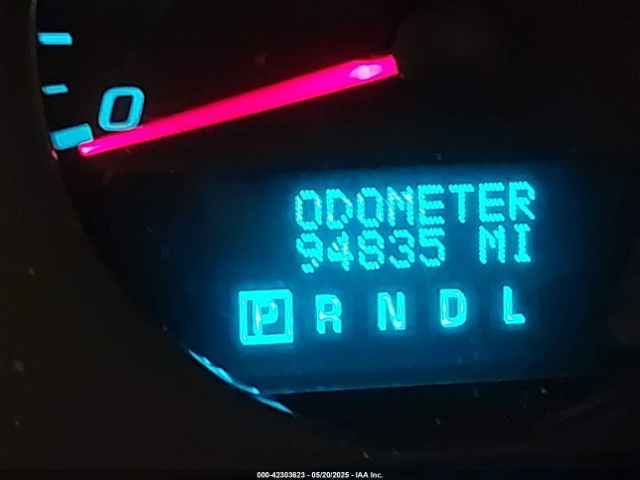 0
ODOMETER
94835 MI
P R N D L
000-42303623 - 05/20/2025 - IAA Inc.